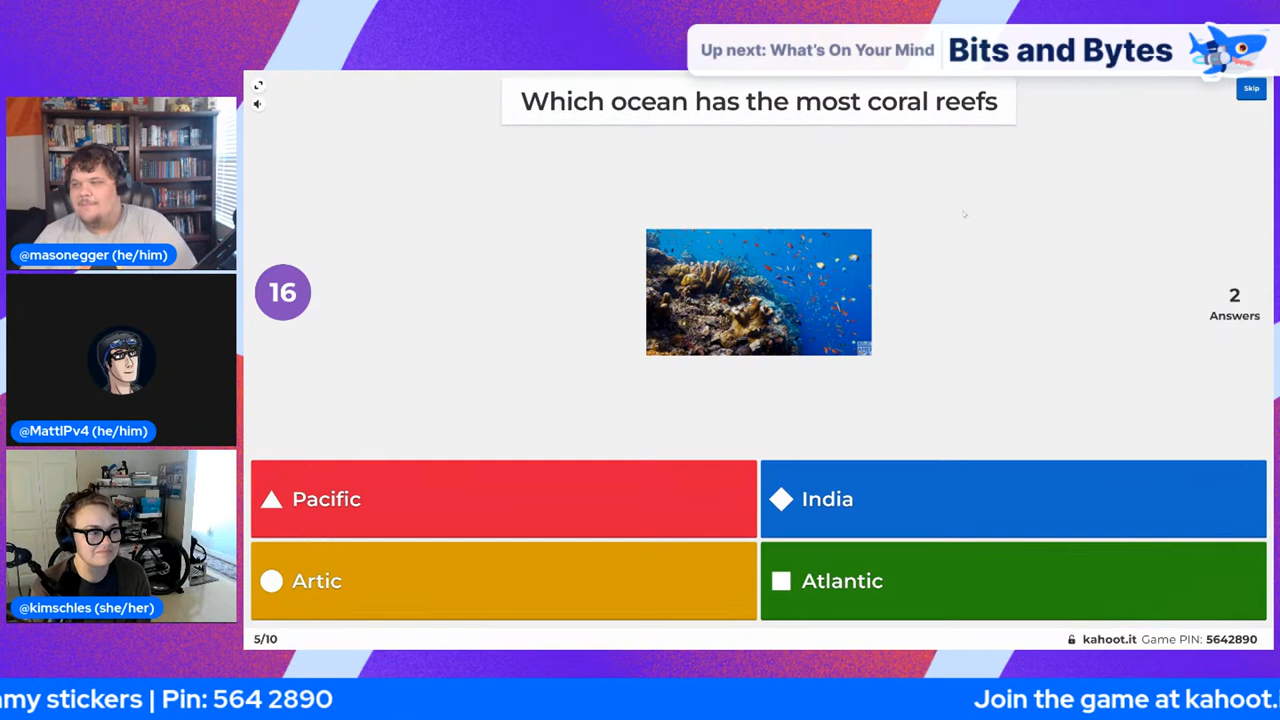 Up next: What's On Your Mind
Bits and Bytes
Skip
Which ocean has the most coral reefs
@masonegger (he/him)
16
2
Answers
@MattIPv4 (he/him)
Pacific
India
Artic
Atlantic
@kimschles (she/her)
5/10
kahoot.it Game PIN: 5642890
my stickers | Pin: 564 2890
Join the game at kahoot.i